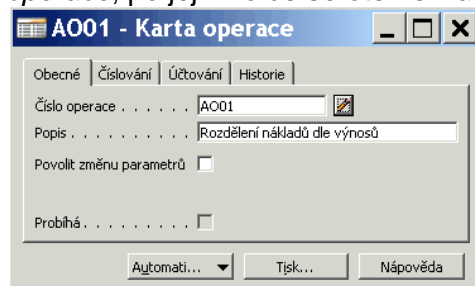 AO01 - Karta operace
Obecné Číslování Účtování Historie
Číslo operace . . . . . . AO01
Popis . . . . . . . . . . Rozdělení nákladů dle výnosů
Povolit změnu parametrů
Probíhá . . . . . . . . .
Automati... Tisk... Nápověda